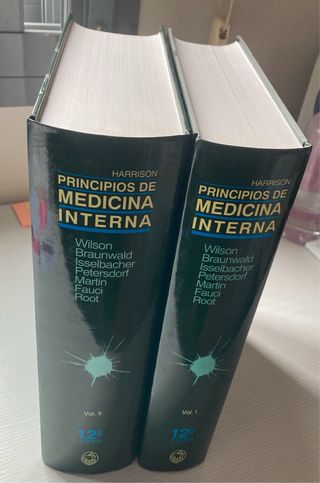 HARRISON
PRINCIPIOS DE
MEDICINA
INTERNA
Wilson
Braunwald
Isselbacher
Petersdorf
Martin
Fauci
Root
Vol. II
12ª
HARRISON
PRINCIPIOS DE
MEDICINA
INTERNA
Wilson
Braunwald
Isselbacher
Petersdorf
Martin
Fauci
Root
Vol. I
12ª